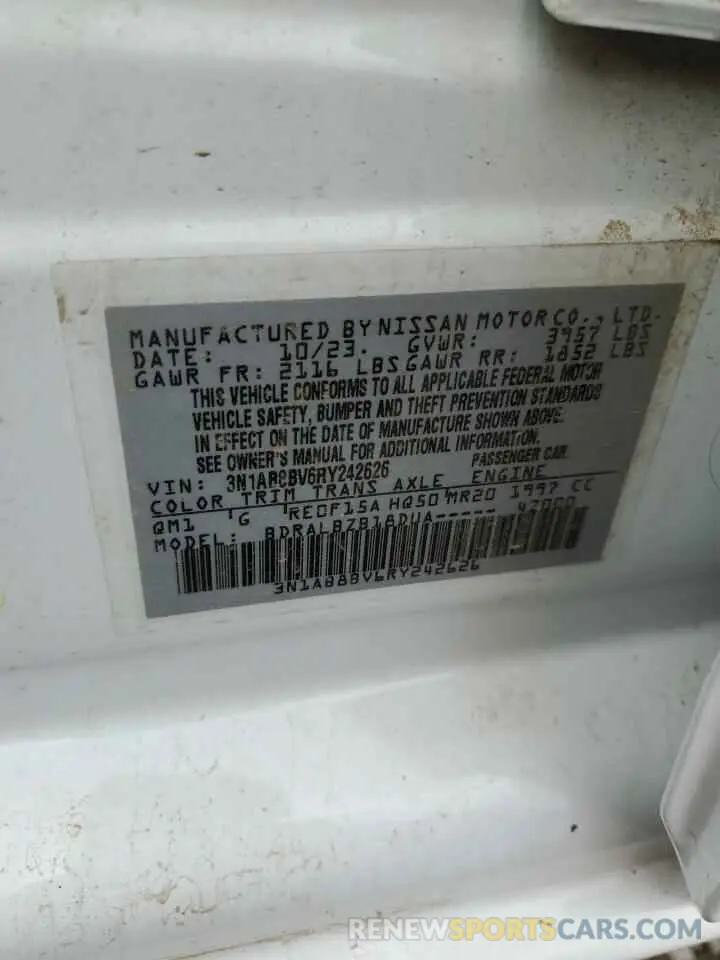 MANUFACTURED BY NISSAN MOTOR CO., LTD.
DATE: 10/23. GVWR: 3957 LBS
GAWR FR: 2116 LBS GAWR RR: 1852 LBS
THIS VEHICLE CONFORMS TO ALL APPLICABLE FEDERAL MOTOR
VEHICLE SAFETY, BUMPER AND THEFT PREVENTION STANDARDS
IN EFFECT ON THE DATE OF MANUFACTURE SHOWN ABOVE.
SEE OWNER'S MANUAL FOR ADDITIONAL INFORMATION.
VIN: 3N1AB8BV6RY242626 PASSENGER CAR
COLOR TRIM TRANS AXLE ENGINE
QM1 G RE0F15A HQ50 MR20 1997 CC
MODEL: BDRALBZB18DUA-----
3N1AB8BV6RY242626
RENEWSPORTSCARS.COM